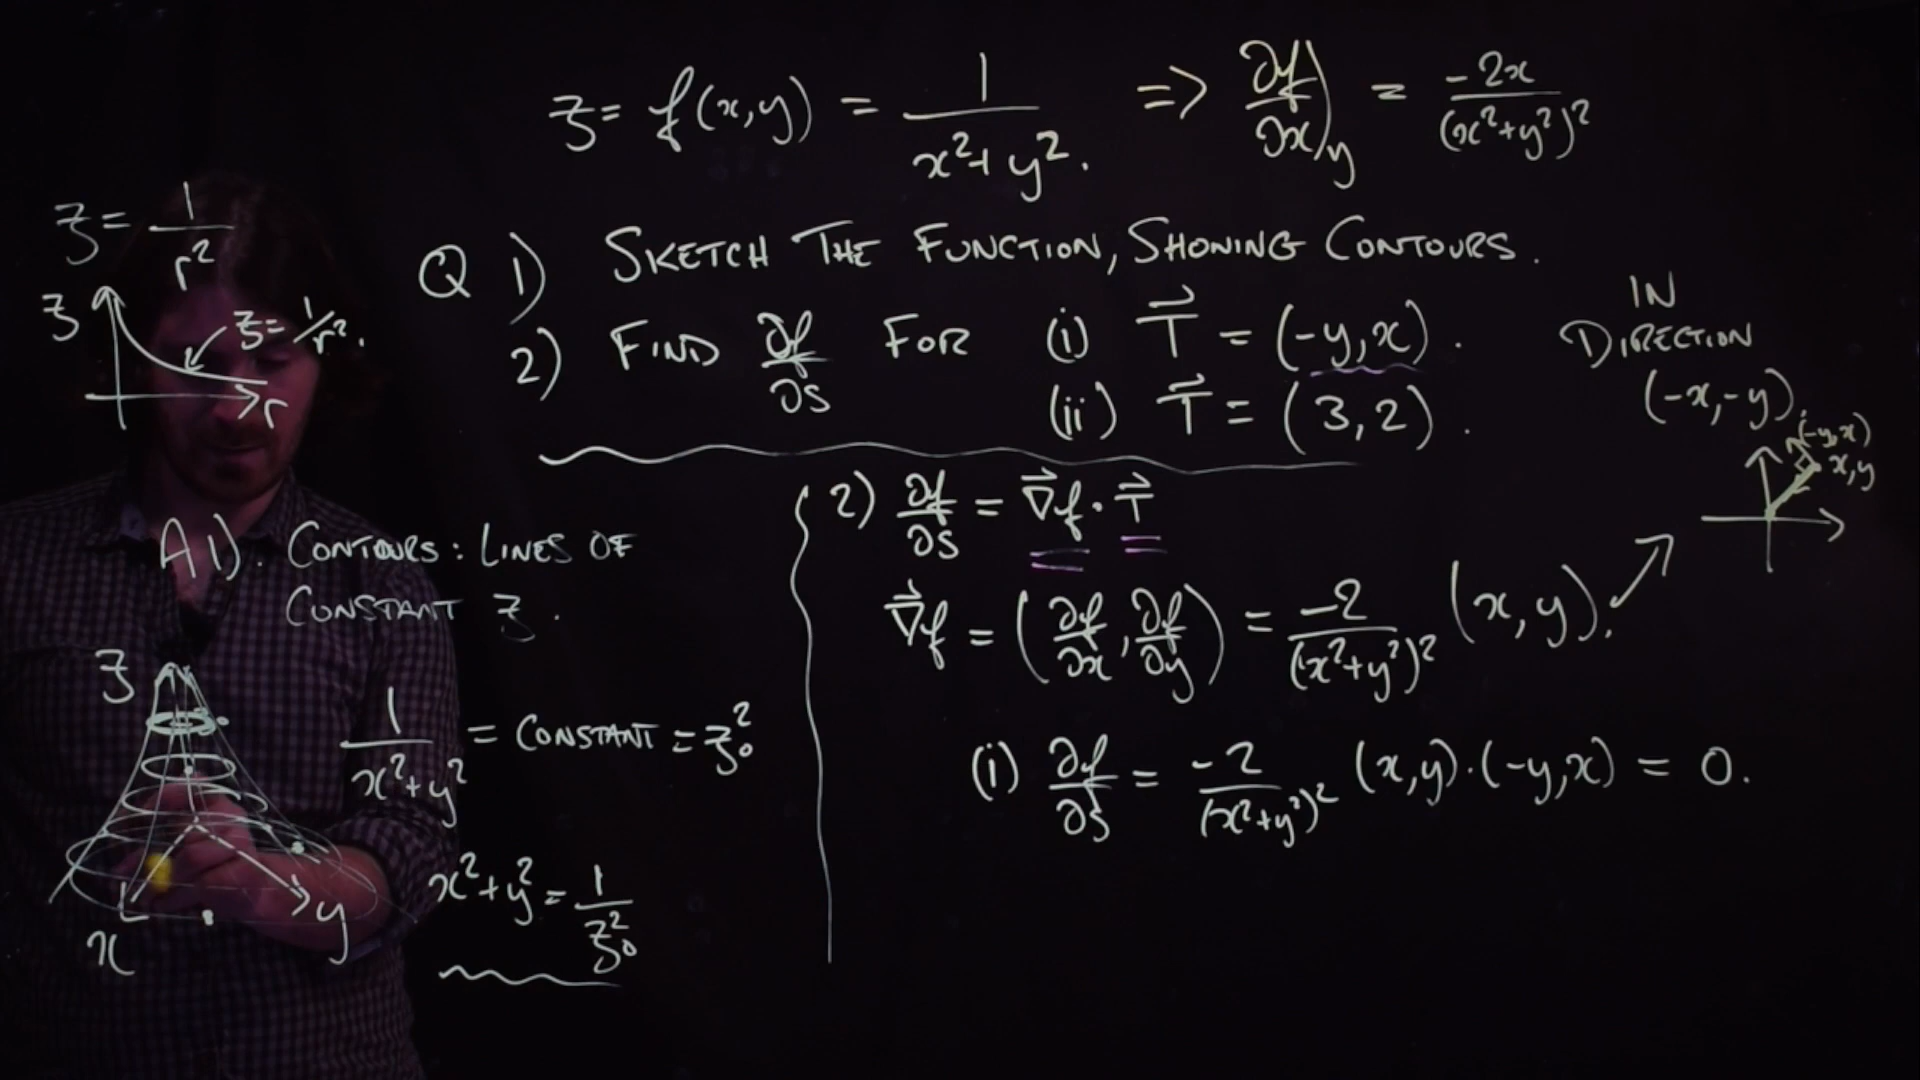 z = f(x,y) = 1/(x²+y²). => ∂f/∂x)y = -2x/(x²+y²)²
z = 1/r²
z
z = 1/r².
r
Q 1) SKETCH THE FUNCTION, SHOWING CONTOURS.
2) FIND ∂f/∂s FOR (i) T⃗ = (-y,x).
(ii) T⃗ = (3,2).
IN
DIRECTION
(-x,-y).
(-y,x)
x,y
A1). CONTOURS: LINES OF
CONSTANT z.
z
x
y
1/(x²+y²) = CONSTANT = z₀²
x²+y² = 1/z₀²
2) ∂f/∂s = ∇⃗f · T⃗
∇⃗f = (∂f/∂x, ∂f/∂y) = -2/(x²+y²)² (x,y).
(i) ∂f/∂s = -2/(x²+y²)² (x,y)·(-y,x) = 0.